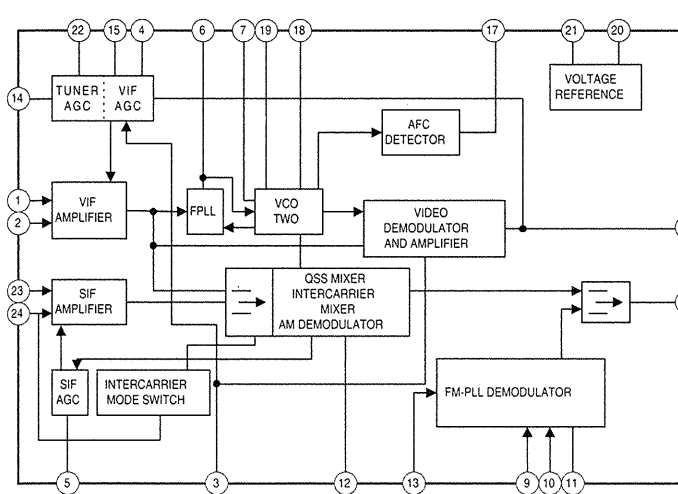 22 15 4 6 7 19 18 17 21 20
TUNER VIF
AGC AGC
VOLTAGE
REFERENCE
14
AFC
DETECTOR
1
2
VIF
AMPLIFIER
FPLL
VCO
TWO
VIDEO
DEMODULATOR
AND AMPLIFIER
23
24
SIF
AMPLIFIER
QSS MIXER
INTERCARRIER
MIXER
AM DEMODULATOR
SIF
AGC
INTERCARRIER
MODE SWITCH
FM-PLL DEMODULATOR
5 3 12 13 9 10 11